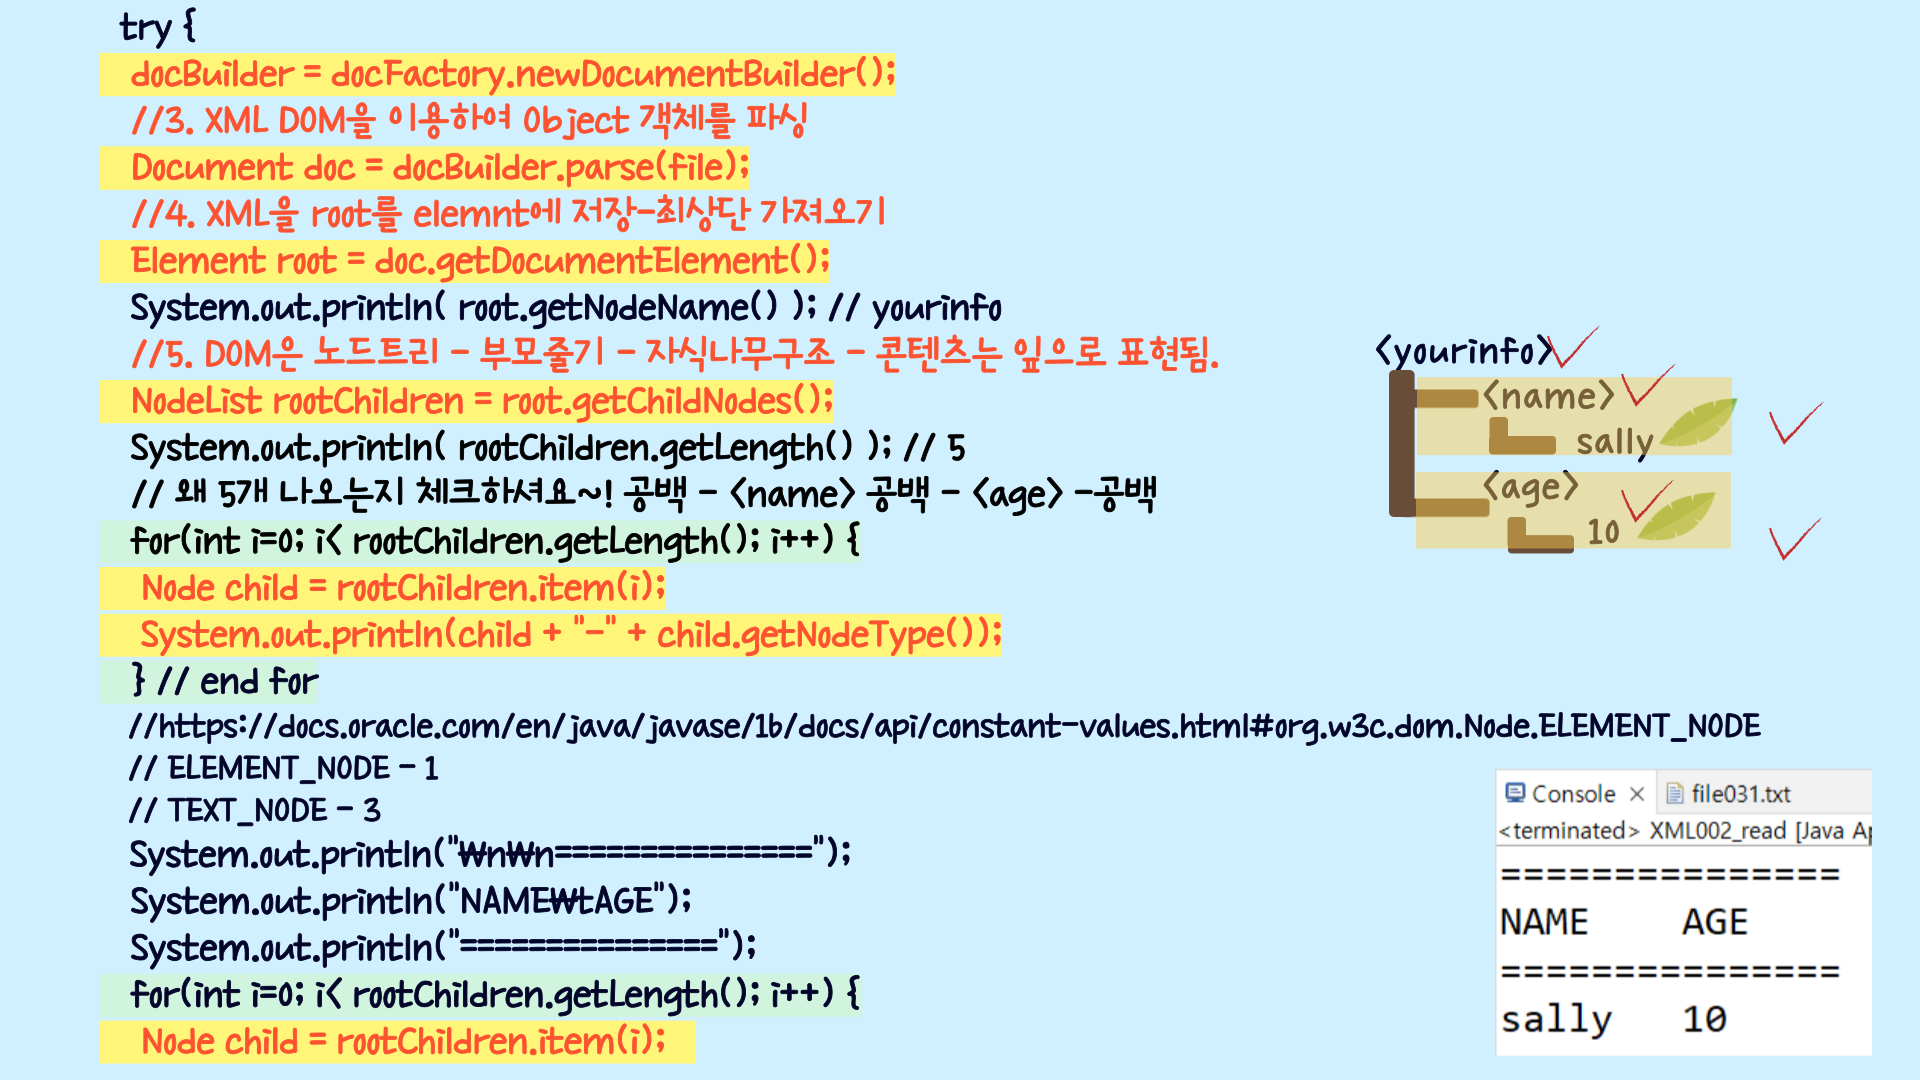 try {
docBuilder = docFactory.newDocumentBuilder();
//3. XML DOM을 이용하여 Object 객체를 파싱
Document doc = docBuilder.parse(file);
//4. XML을 root를 elemnt에 저장-최상단 가져오기
Element root = doc.getDocumentElement();
System.out.println( root.getNodeName() ); // yourinfo
//5. DOM은 노드트리 - 부모줄기 - 자식나무구조 - 콘텐츠는 잎으로 표현됨.
NodeList rootChildren = root.getChildNodes();
System.out.println( rootChildren.getLength() ); // 5
// 왜 5개 나오는지 체크하셔요~! 공백 - <name> 공백 - <age> -공백
for(int i=0; i< rootChildren.getLength(); i++) {
Node child = rootChildren.item(i);
System.out.println(child + "-" + child.getNodeType());
} // end for
//https://docs.oracle.com/en/java/javase/16/docs/api/constant-values.html#org.w3c.dom.Node.ELEMENT_NODE
// ELEMENT_NODE - 1
// TEXT_NODE - 3
System.out.println("₩n₩n===============");
System.out.println("NAME₩tAGE");
System.out.println("===============");
for(int i=0; i< rootChildren.getLength(); i++) {
Node child = rootChildren.item(i);
<yourinfo>
<name>
sally
<age>
10
Console
file031.txt
<terminated> XML002_read [Java Ap
===============
NAME AGE
===============
sally 10